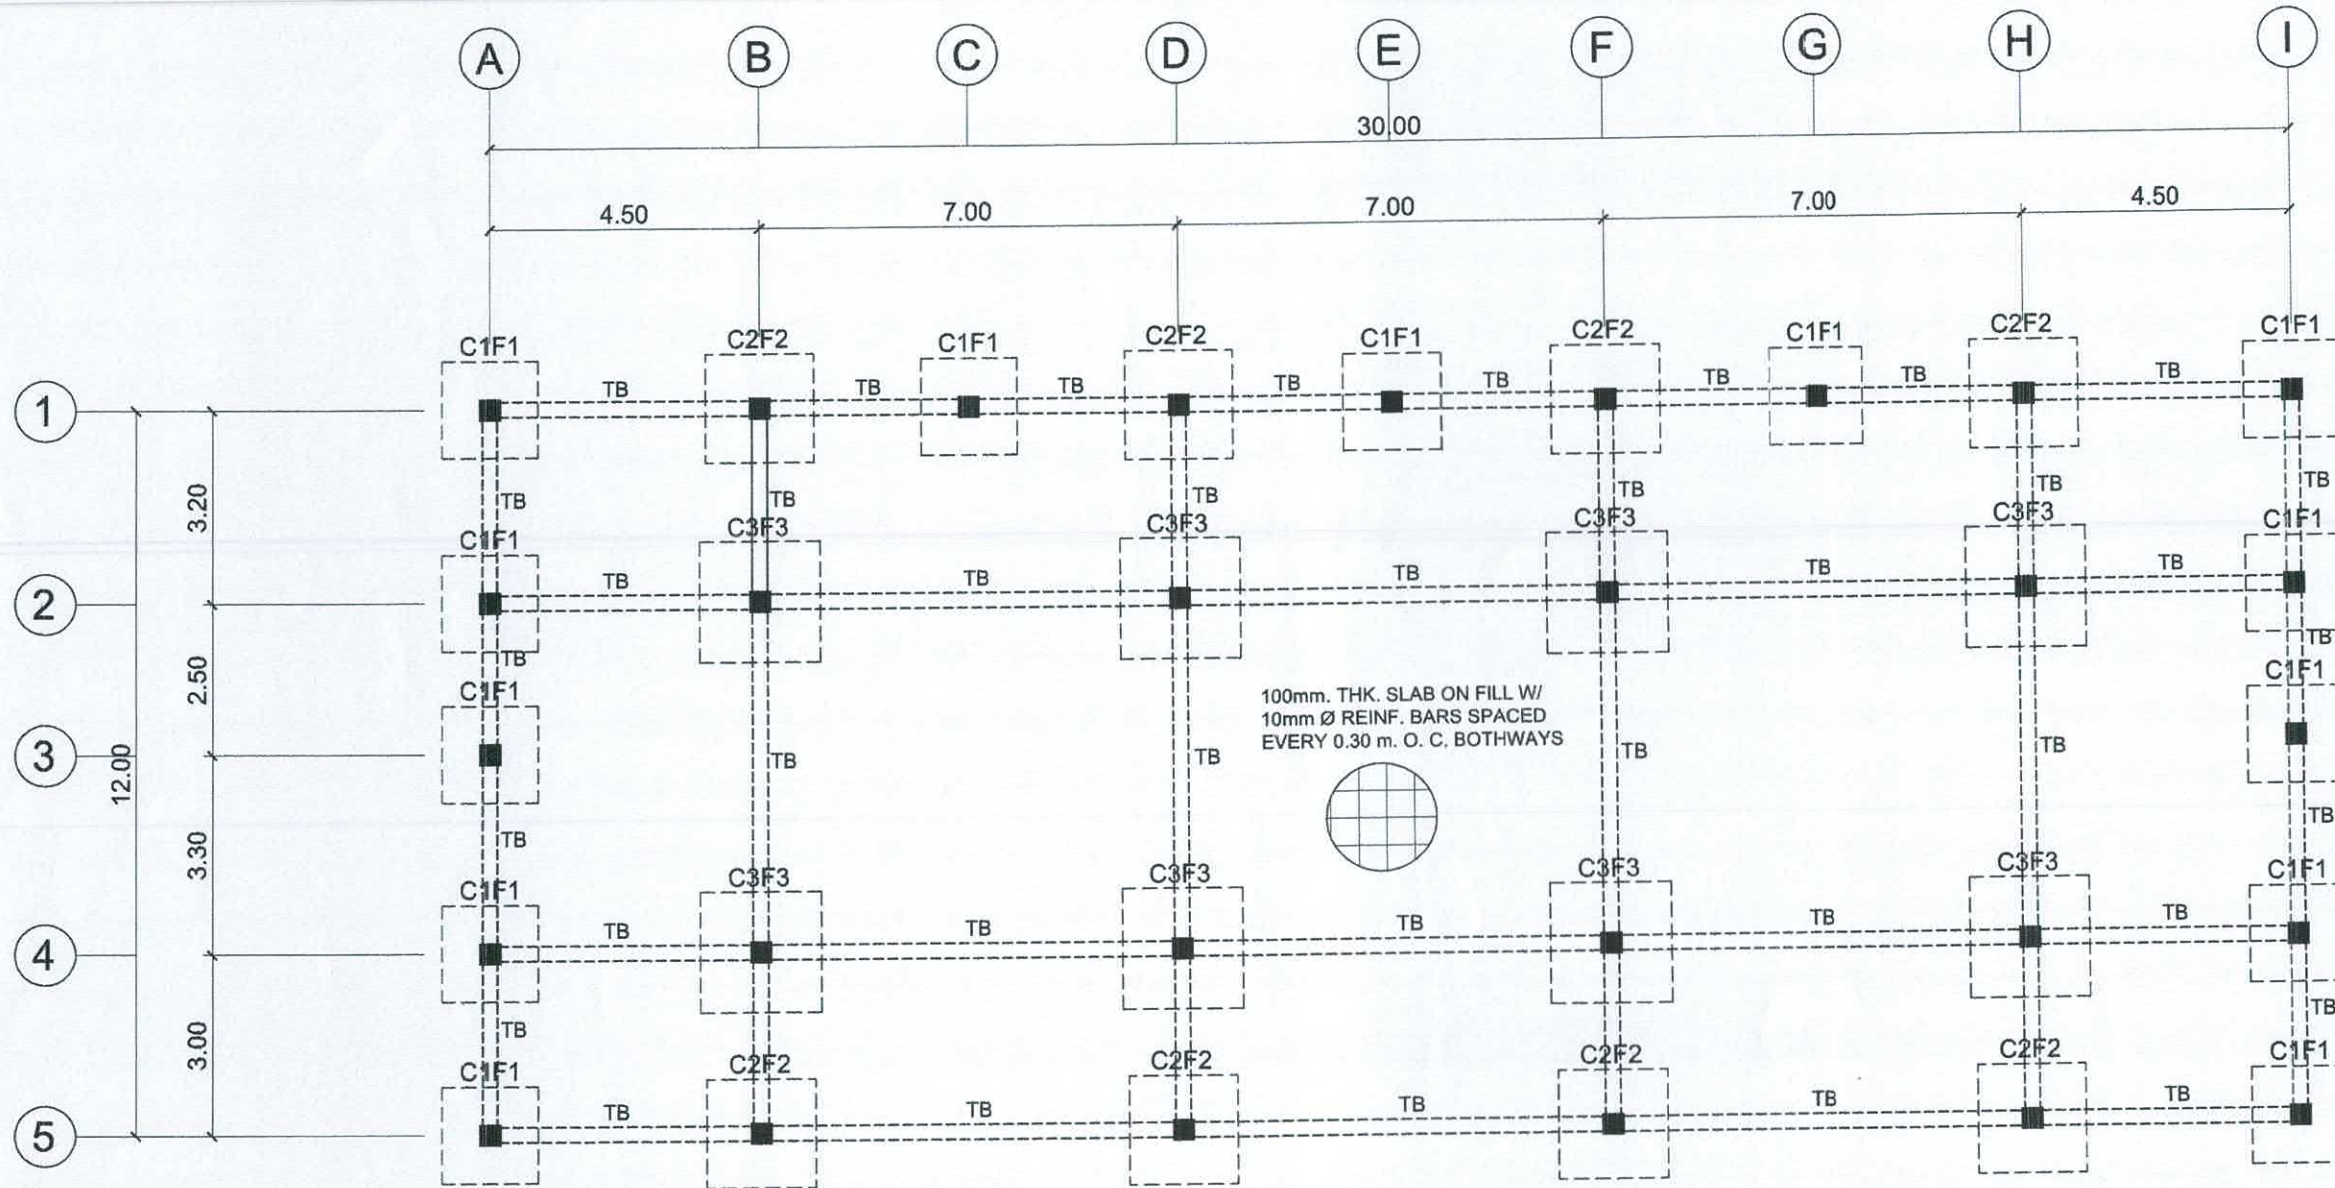 A B C D E F G H I
30.00
4.50 7.00 7.00 7.00 4.50
C1F1 C2F2 C1F1 C2F2 C1F1 C2F2 C1F1 C2F2 C1F1
1 TB TB TB TB TB TB TB TB
3.20 TB TB TB TB TB TB
C1F1 C3F3 C3F3 C3F3 C3F3 C1F1
2 TB TB TB TB TB
2.50 TB TB
C1F1 C1F1
100mm. THK. SLAB ON FILL W/
10mm Ø REINF. BARS SPACED
EVERY 0.30 m. O. C. BOTHWAYS
3 TB TB TB TB
12.00
3.30 TB TB
C1F1 C3F3 C3F3 C3F3 C3F3 C1F1
4 TB TB TB TB TB
3.00 TB TB
C1F1 C2F2 C2F2 C2F2 C2F2 C1F1
5 TB TB TB TB TB